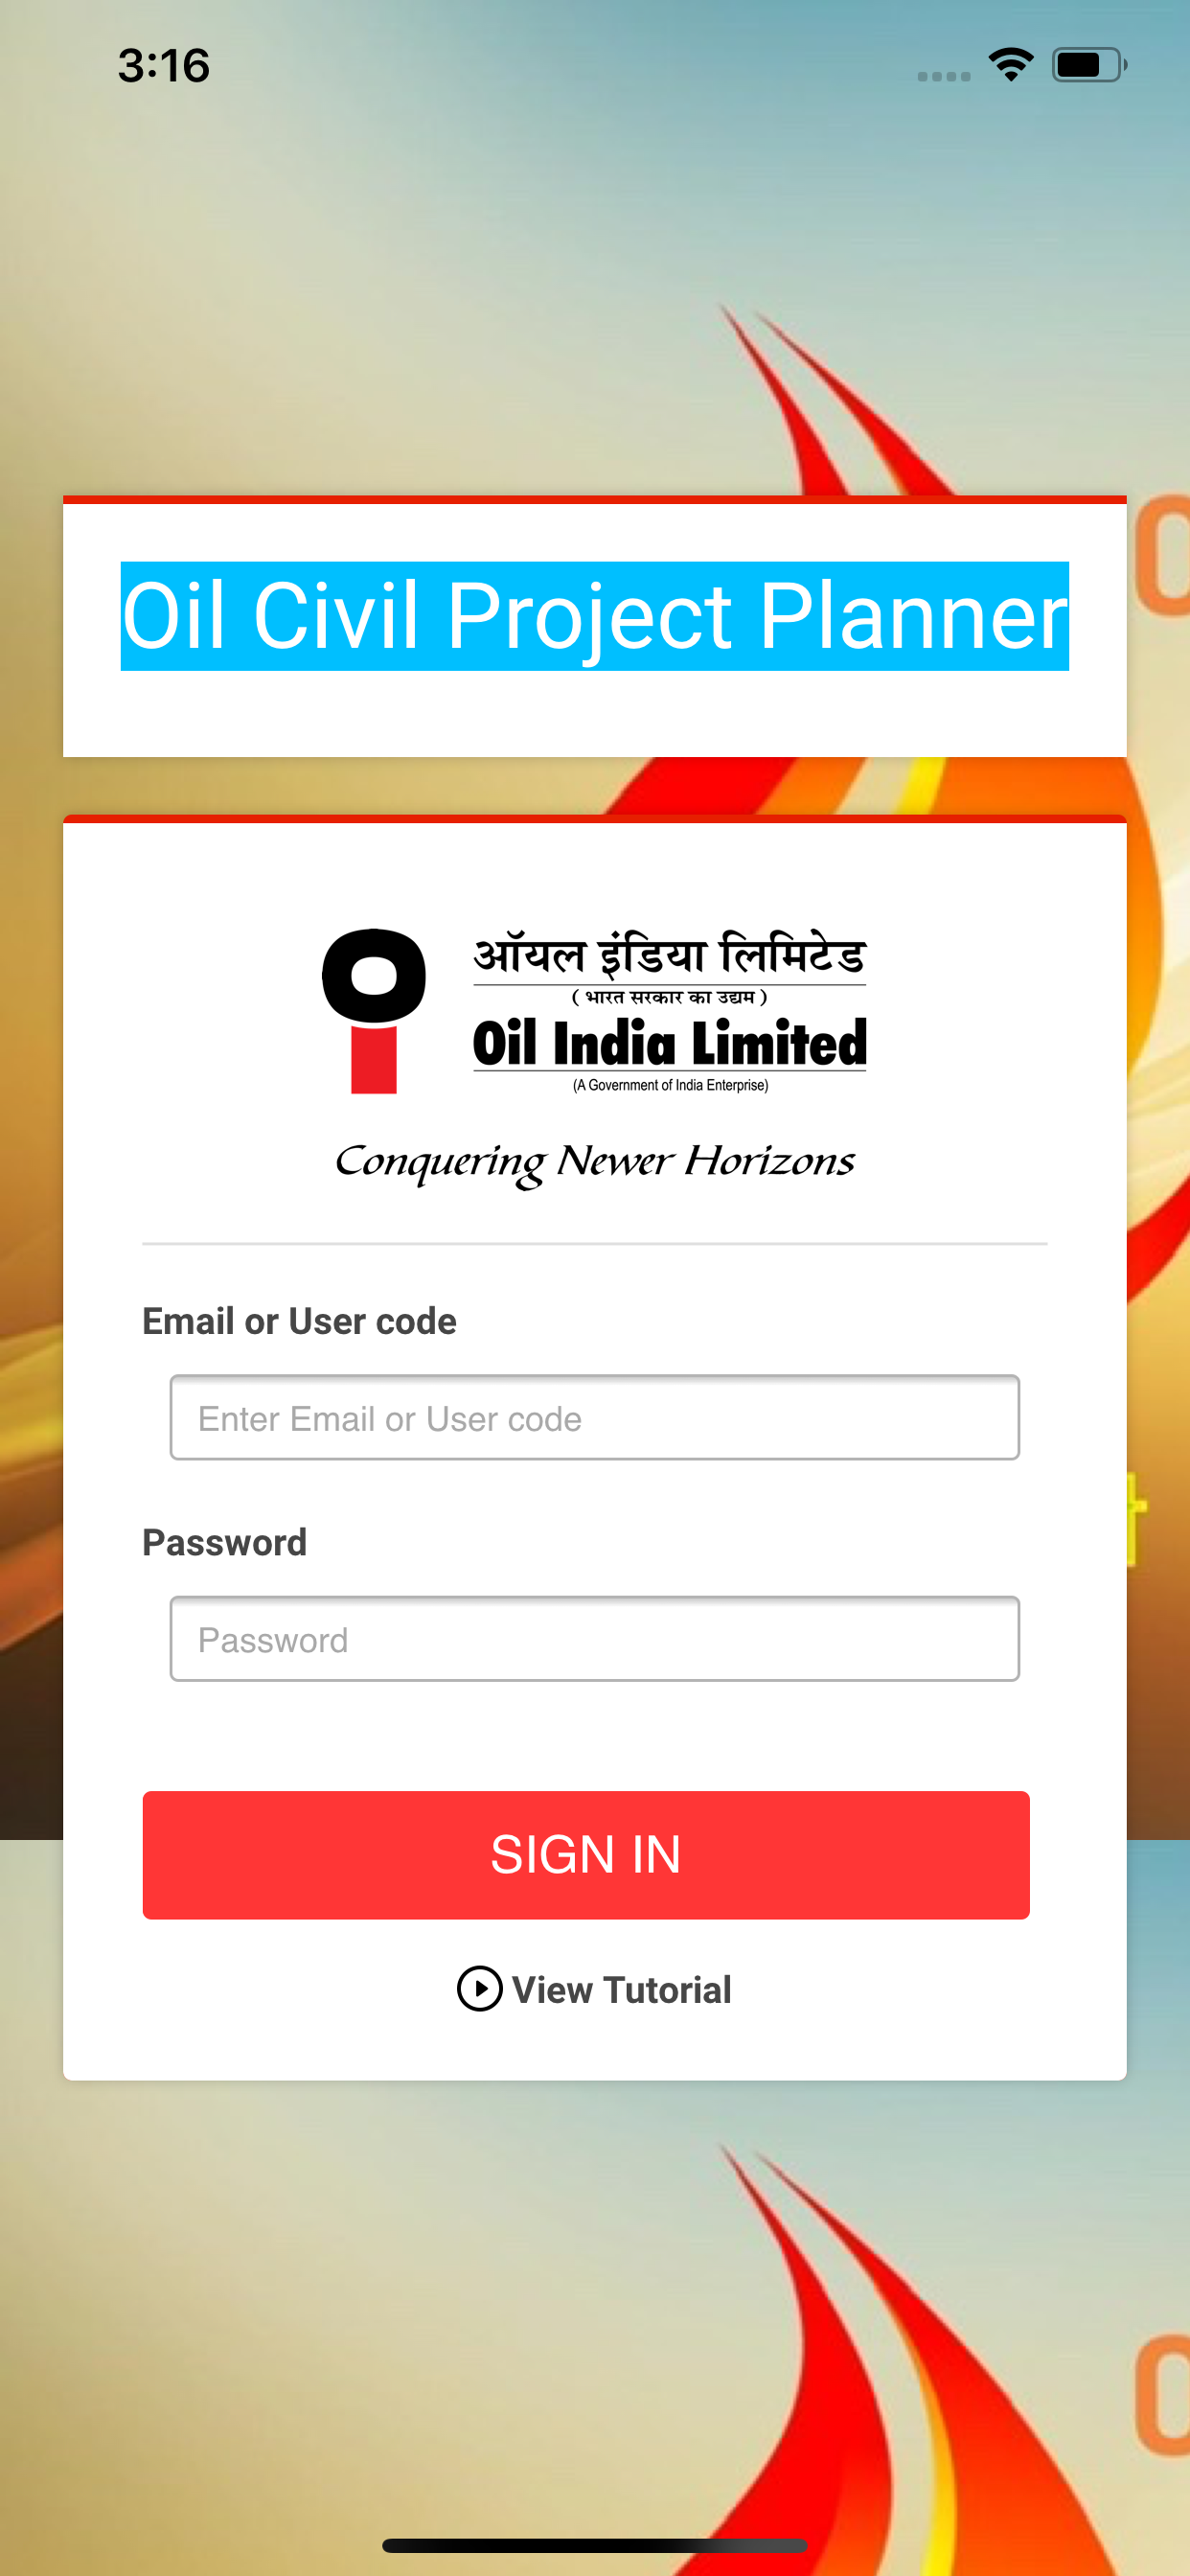 3:16
Oil Civil Project Planner
ऑयल इंडिया लिमिटेड
( भारत सरकार का उद्यम )
Oil India Limited
(A Government of India Enterprise)
Conquering Newer Horizons
Email or User code
Enter Email or User code
Password
Password
SIGN IN
View Tutorial